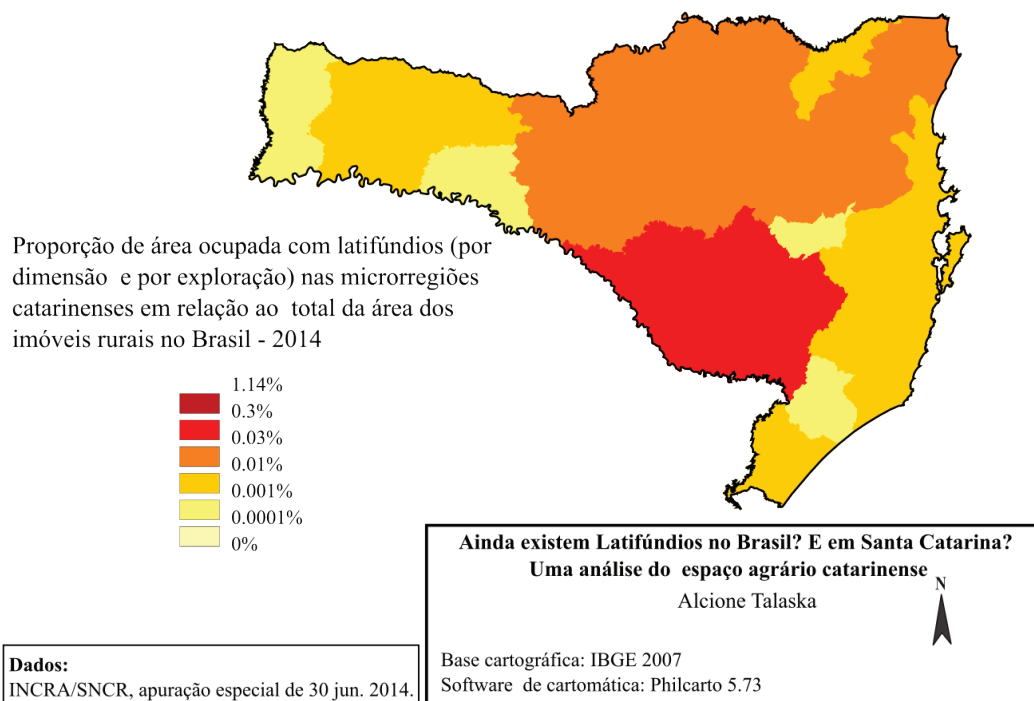 Proporção de área ocupada com latifúndios (por
dimensão e por exploração) nas microrregiões
catarinenses em relação ao total da área dos
imóveis rurais no Brasil - 2014
1.14%
0.3%
0.03%
0.01%
0.001%
0.0001%
0%
Ainda existem Latifúndios no Brasil? E em Santa Catarina?
Uma análise do espaço agrário catarinense
Alcione Talaska
N
Base cartográfica: IBGE 2007
Software de cartomática: Philcarto 5.73
Dados:
INCRA/SNCR, apuração especial de 30 jun. 2014.